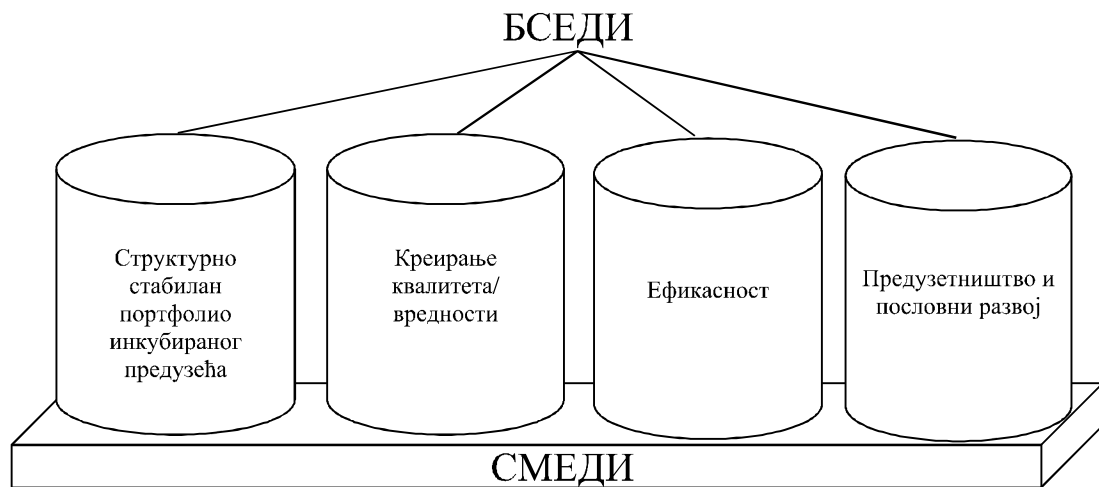 БСЕДИ
Структурно
стабилан
портфолио
инкубираног
предузећа
Креирање
квалитета/
вредности
Ефикасност
Предузетништво и
пословни развој
СМЕДИ